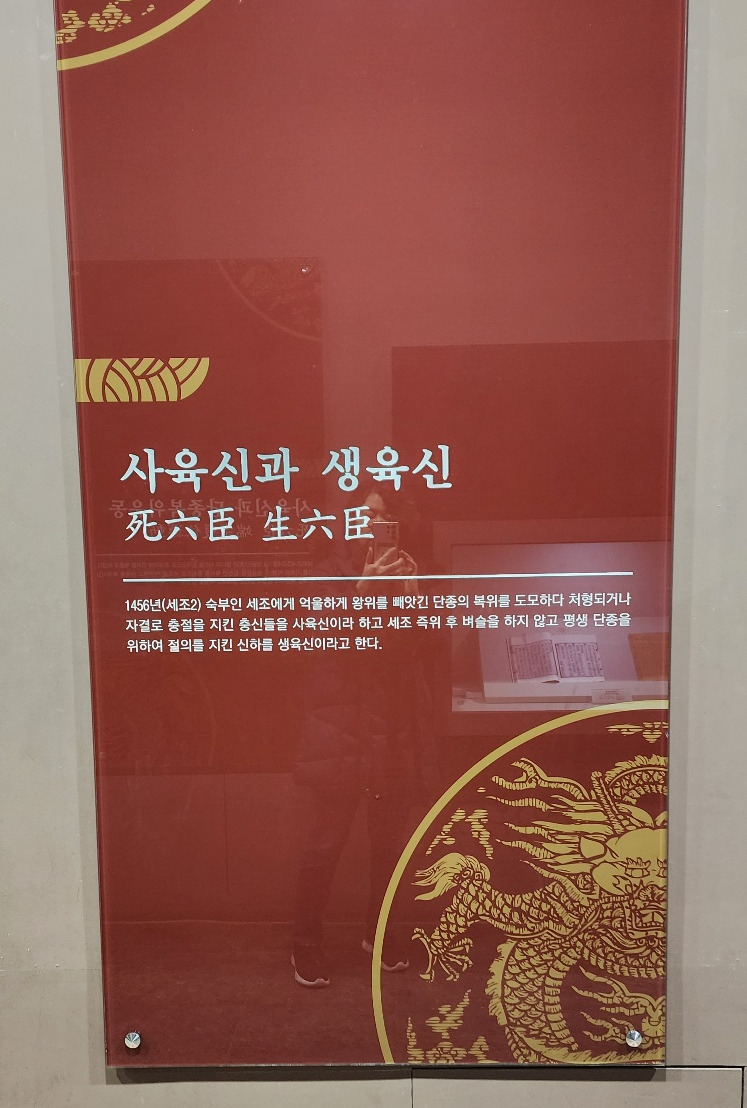 사육신과 생육신
死六臣 生六臣
1456년(세조2) 숙부인 세조에게 억울하게 왕위를 빼앗긴 단종의 복위를 도모하다 처형되거나
자결로 충절을 지킨 충신들을 사육신이라 하고 세조 즉위 후 벼슬을 하지 않고 평생 단종을
위하여 절의를 지킨 신하를 생육신이라고 한다.